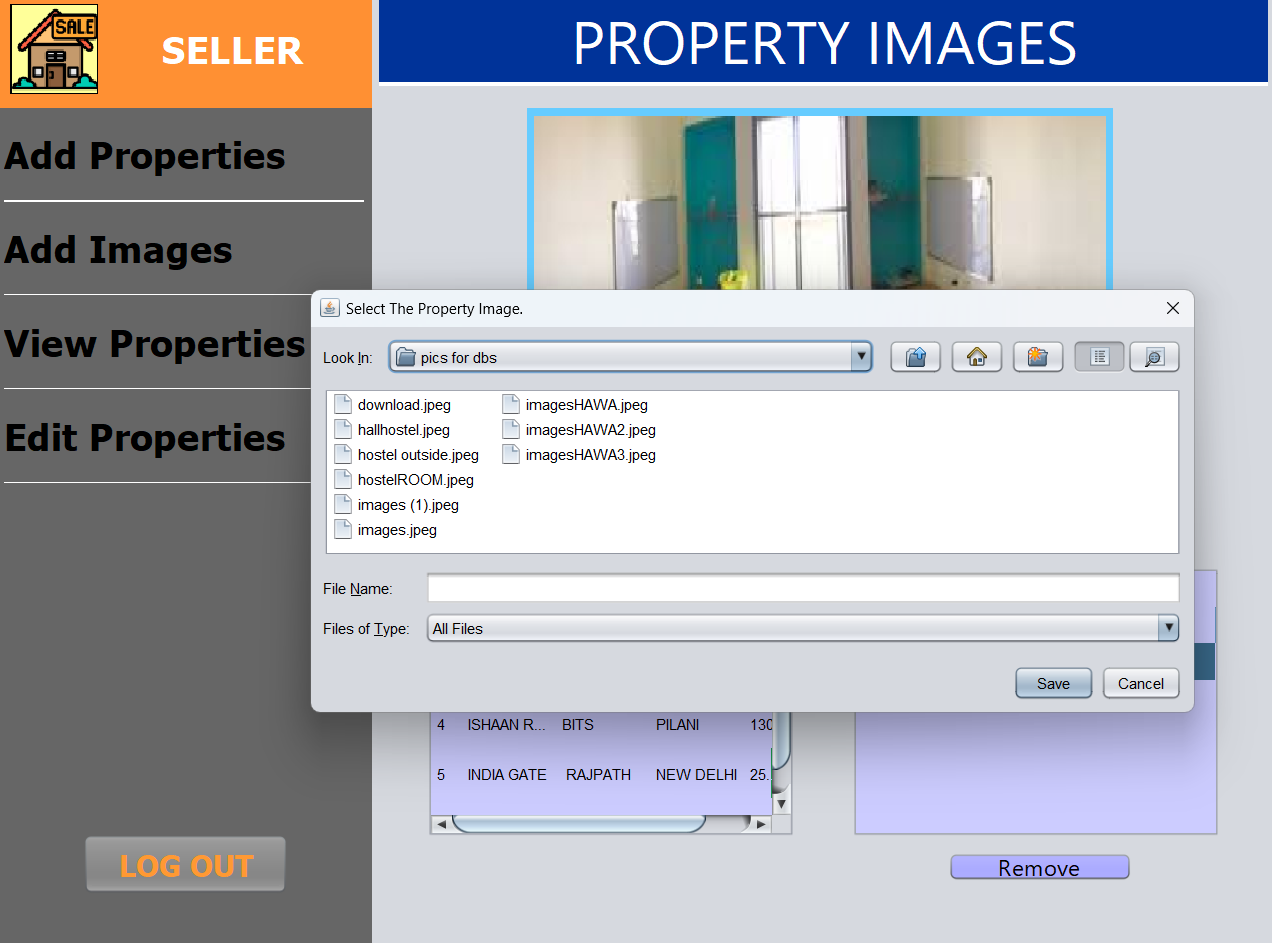 SALE
SELLER
PROPERTY IMAGES
Add Properties
Add Images
View Properties
Edit Properties
LOG OUT
Select The Property Image.
Look In: pics for dbs
download.jpeg imagesHAWA.jpeg
hallhostel.jpeg imagesHAWA2.jpeg
hostel outside.jpeg imagesHAWA3.jpeg
hostelROOM.jpeg
images (1).jpeg
images.jpeg
File Name:
Files of Type: All Files
Save Cancel
4 ISHAAN R... BITS PILANI 130
5 INDIA GATE RAJPATH NEW DELHI 25.
Remove